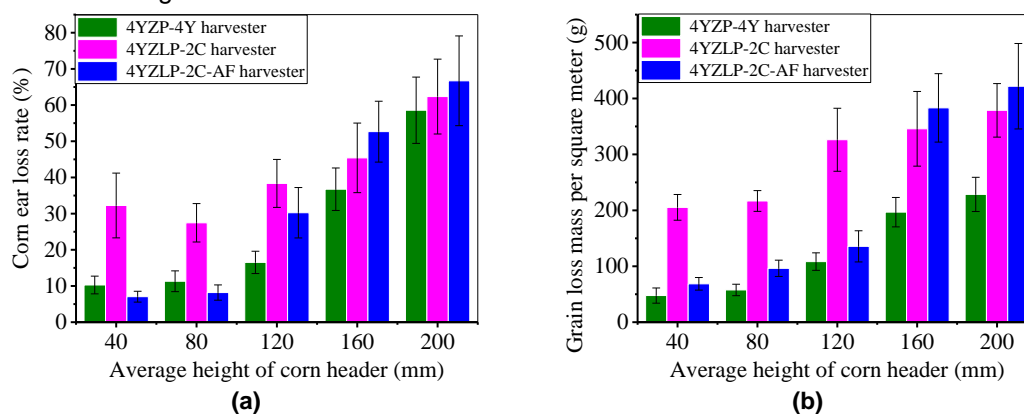 4YZP-4Y harvester
4YZLP-2C harvester
4YZLP-2C-AF harvester
Corn ear loss rate (%)
80
70
60
50
40
30
20
10
0
40 80 120 160 200
Average height of corn header (mm)
(a)
4YZP-4Y harvester
4YZLP-2C harvester
4YZLP-2C-AF harvester
Grain loss mass per square meter (g)
500
400
300
200
100
0
40 80 120 160 200
Average height of corn header (mm)
(b)